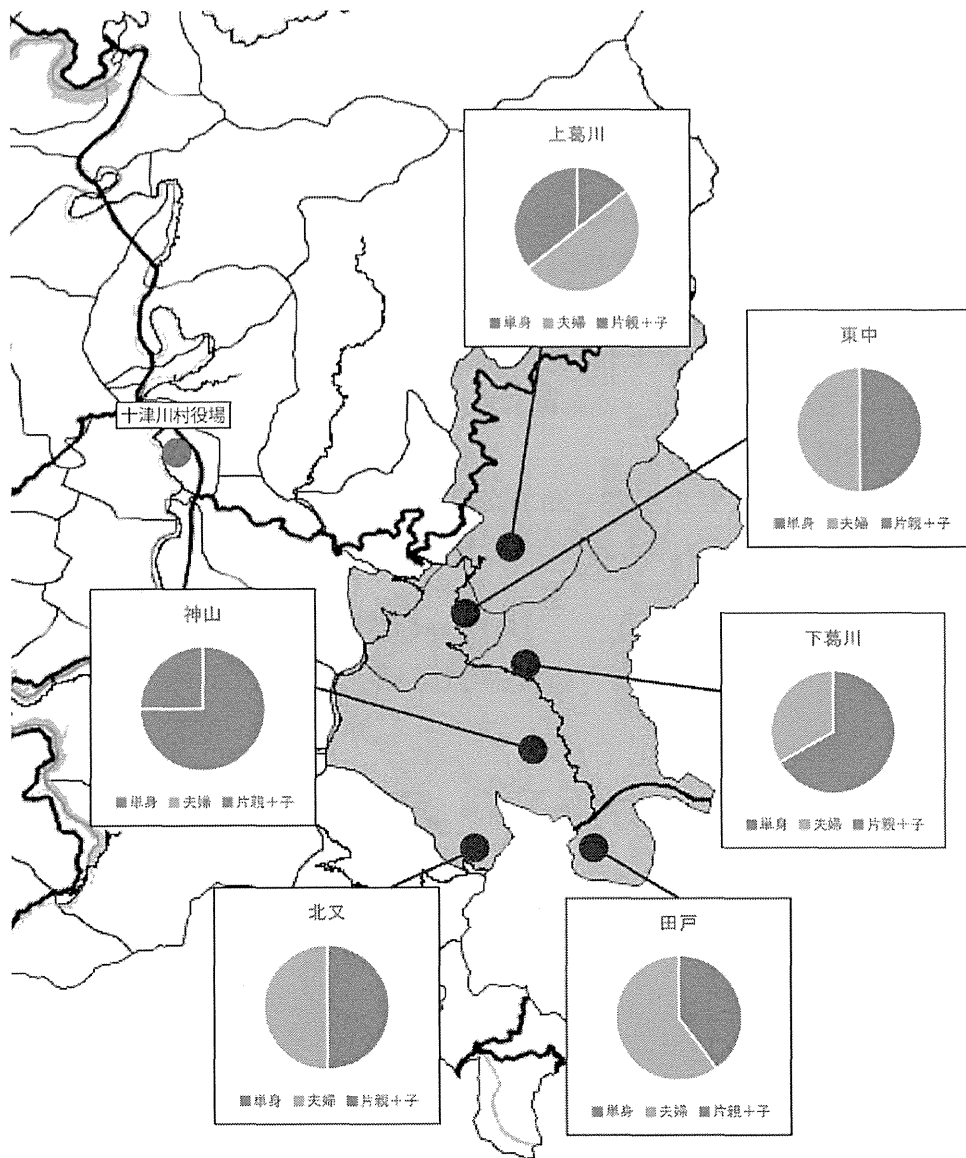 上葛川
■単身 ■夫婦 ■片親+子
東中
■単身 ■夫婦 ■片親+子
十津川村役場
神山
■単身 ■夫婦 ■片親+子
下葛川
■単身 ■夫婦 ■片親+子
北又
■単身 ■夫婦 ■片親+子
田戸
■単身 ■夫婦 ■片親+子